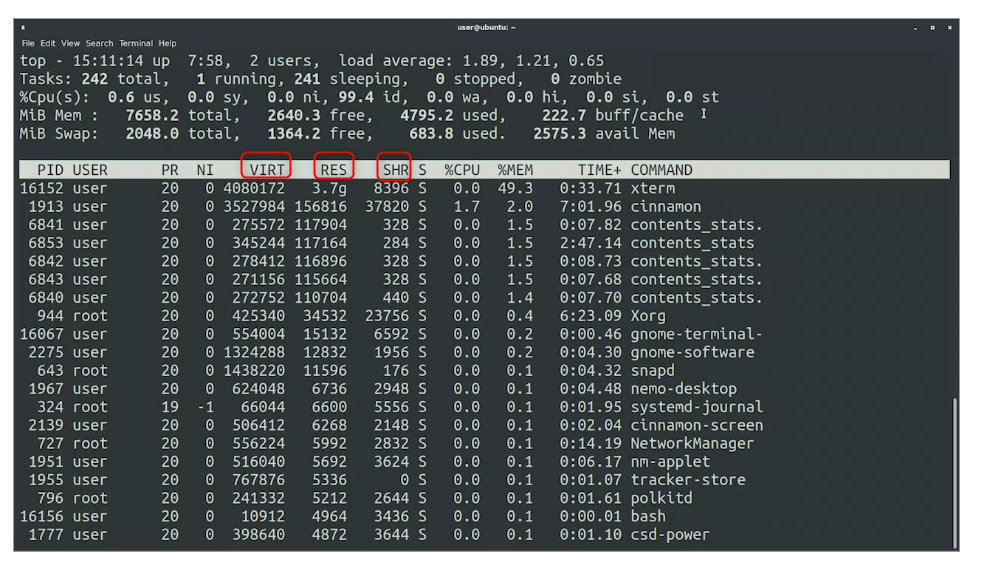 user@ubuntu: ~
File Edit View Search Terminal Help
top - 15:11:14 up  7:58,  2 users,  load average: 1.89, 1.21, 0.65
Tasks: 242 total,   1 running, 241 sleeping,   0 stopped,   0 zombie
%Cpu(s):  0.6 us,  0.0 sy,  0.0 ni, 99.4 id,  0.0 wa,  0.0 hi,  0.0 si,  0.0 st
MiB Mem :   7658.2 total,   2640.3 free,   4795.2 used,    222.7 buff/cache
MiB Swap:   2048.0 total,   1364.2 free,    683.8 used.   2575.3 avail Mem
PID USER      PR  NI    VIRT    RES    SHR S  %CPU  %MEM     TIME+ COMMAND
16152 user      20   0 4080172   3.7g   8396 S   0.0  49.3   0:33.71 xterm
1913 user      20   0 3527984 156816  37820 S   1.7   2.0   7:01.96 cinnamon
6841 user      20   0  275572 117904    328 S   0.0   1.5   0:07.82 contents_stats.
6853 user      20   0  345244 117164    284 S   0.0   1.5   2:47.14 contents_stats
6842 user      20   0  278412 116896    328 S   0.0   1.5   0:08.73 contents_stats.
6843 user      20   0  271156 115664    328 S   0.0   1.5   0:07.68 contents_stats.
6840 user      20   0  272752 110704    440 S   0.0   1.4   0:07.70 contents_stats.
944 root      20   0  425340  34532  23756 S   0.0   0.4   6:23.09 Xorg
16067 user      20   0  554004  15132   6592 S   0.0   0.2   0:00.46 gnome-terminal-
2275 user      20   0 1324288  12832   1956 S   0.0   0.2   0:04.30 gnome-software
643 root      20   0 1438220  11596    176 S   0.0   0.1   0:04.32 snapd
1967 user      20   0  624048   6736   2948 S   0.0   0.1   0:04.48 nemo-desktop
324 root      19  -1   66044   6600   5556 S   0.0   0.1   0:01.95 systemd-journal
2139 user      20   0  506412   6268   2148 S   0.0   0.1   0:02.04 cinnamon-screen
727 root      20   0  556224   5992   2832 S   0.0   0.1   0:14.19 NetworkManager
1951 user      20   0  516040   5692   3624 S   0.0   0.1   0:06.17 nm-applet
1955 user      20   0  767876   5336      0 S   0.0   0.1   0:01.07 tracker-store
796 root      20   0  241332   5212   2644 S   0.0   0.1   0:01.61 polkitd
16156 user      20   0   10912   4964   3436 S   0.0   0.1   0:00.01 bash
1777 user      20   0  398640   4872   3644 S   0.0   0.1   0:01.10 csd-power